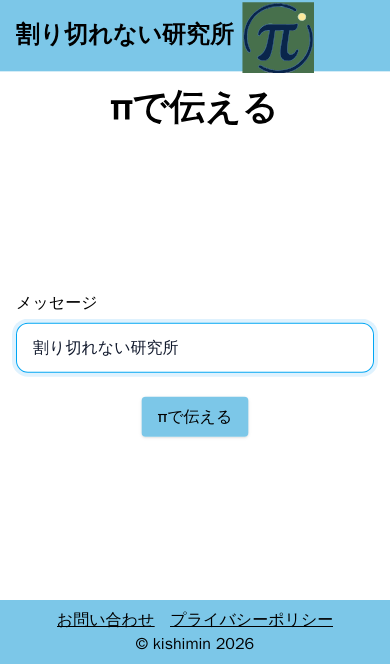 割り切れない研究所
π
πで伝える
メッセージ
割り切れない研究所
πで伝える
お問い合わせ プライバシーポリシー
© kishimin 2026